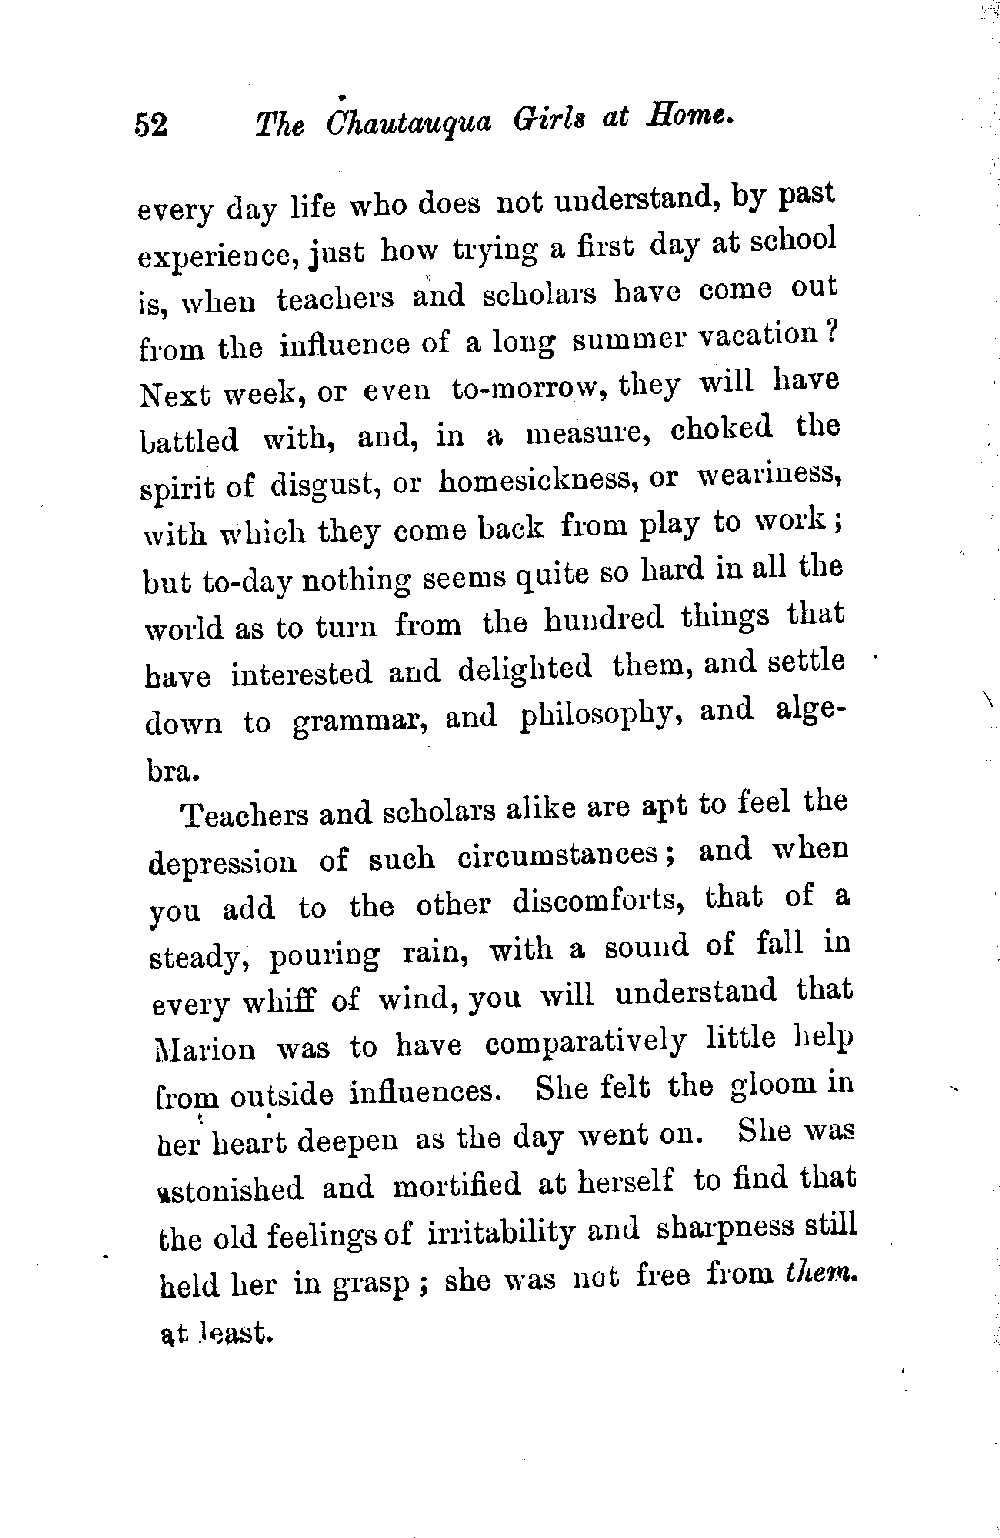 52 The Chautauqua Girls at Home.
every day life who does not understand, by past
experience, just how trying a first day at school
is, when teachers and scholars have come out
from the influence of a long summer vacation?
Next week, or even to-morrow, they will have
battled with, and, in a measure, choked the
spirit of disgust, or homesickness, or weariness,
with which they come back from play to work;
but to-day nothing seems quite so hard in all the
world as to turn from the hundred things that
have interested and delighted them, and settle
down to grammar, and philosophy, and alge-
bra.
Teachers and scholars alike are apt to feel the
depression of such circumstances; and when
you add to the other discomforts, that of a
steady, pouring rain, with a sound of fall in
every whiff of wind, you will understand that
Marion was to have comparatively little help
from outside influences. She felt the gloom in
her heart deepen as the day went on. She was
astonished and mortified at herself to find that
the old feelings of irritability and sharpness still
held her in grasp; she was not free from them.
at least.